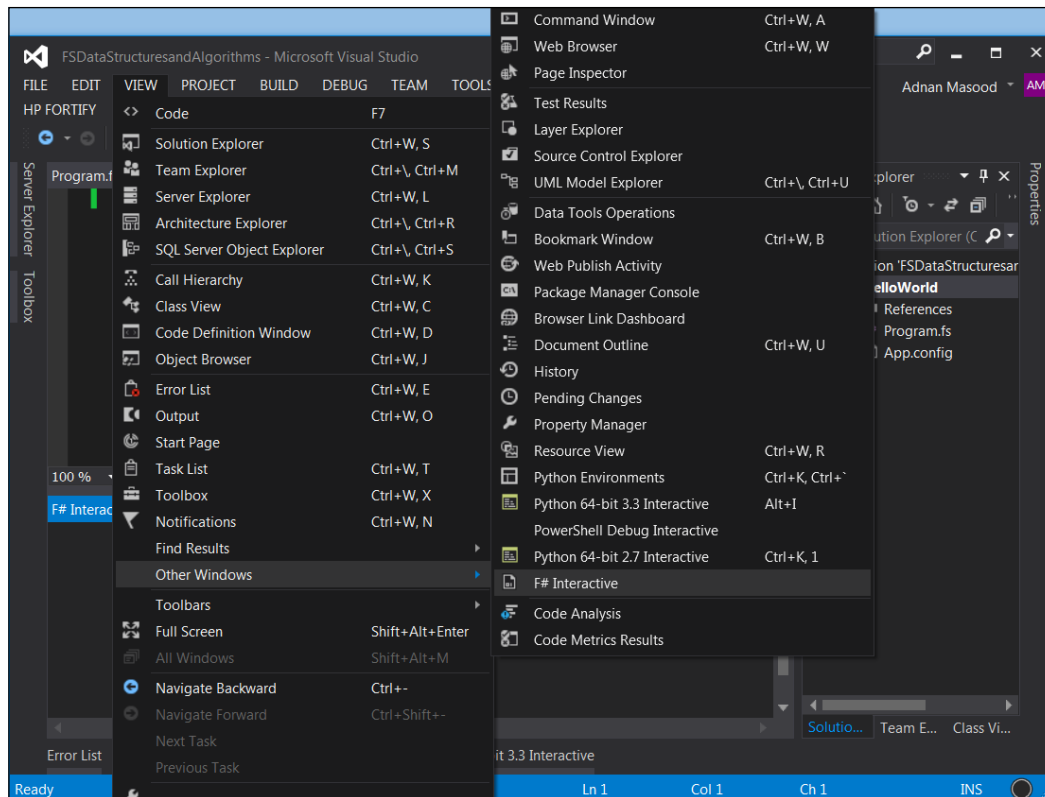 FSDataStructuresandAlgorithms - Microsoft Visual Studio
FILE EDIT VIEW PROJECT BUILD DEBUG TEAM TOOLS
Adnan Masood AM
HP FORTIFY
Server Explorer
Toolbox
Program.f
100 %
F# Interac
Code F7
Solution Explorer Ctrl+W, S
Team Explorer Ctrl+\, Ctrl+M
Server Explorer Ctrl+W, L
Architecture Explorer Ctrl+\, Ctrl+R
SQL Server Object Explorer Ctrl+\, Ctrl+S
Call Hierarchy Ctrl+W, K
Class View Ctrl+W, C
Code Definition Window Ctrl+W, D
Object Browser Ctrl+W, J
Error List Ctrl+W, E
Output Ctrl+W, O
Start Page
Task List Ctrl+W, T
Toolbox Ctrl+W, X
Notifications Ctrl+W, N
Find Results
Other Windows
Toolbars
Full Screen Shift+Alt+Enter
All Windows Shift+Alt+M
Navigate Backward Ctrl+-
Navigate Forward Ctrl+Shift+-
Next Task
Previous Task
Command Window Ctrl+W, A
Web Browser Ctrl+W, W
Page Inspector
Test Results
Layer Explorer
Source Control Explorer
UML Model Explorer Ctrl+\, Ctrl+U
Data Tools Operations
Bookmark Window Ctrl+W, B
Web Publish Activity
Package Manager Console
Browser Link Dashboard
Document Outline Ctrl+W, U
History
Pending Changes
Property Manager
Resource View Ctrl+W, R
Python Environments Ctrl+K, Ctrl+`
Python 64-bit 3.3 Interactive Alt+I
PowerShell Debug Interactive
Python 64-bit 2.7 Interactive Ctrl+K, 1
F# Interactive
Code Analysis
Code Metrics Results
xplorer
ution Explorer (C
ion 'FSDataStructuresar
elloWorld
References
Program.fs
App.config
Properties
Solutio... Team E... Class Vi...
Error List
it 3.3 Interactive
Ready Ln 1 Col 1 Ch 1 INS